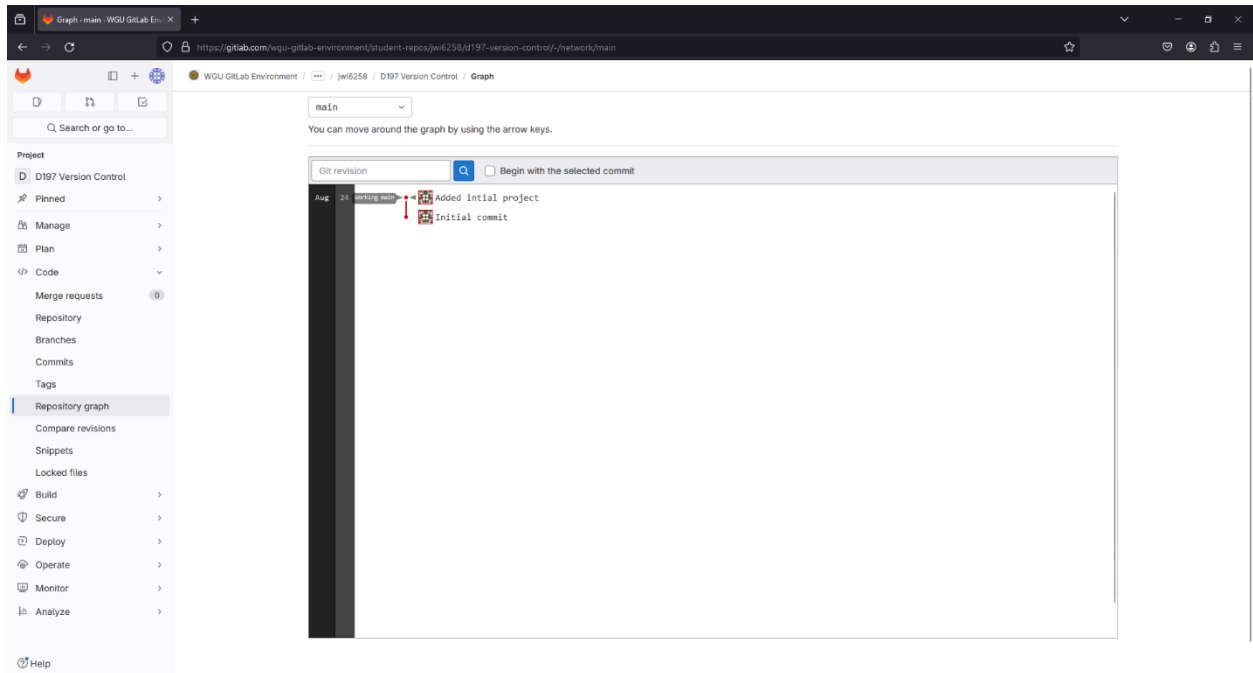 Graph · main · WGU GitLab Env
https://gitlab.com/wgu-gitlab-environment/student-repos/jwi6258/d197-version-control/-/network/main
WGU GitLab Environment / ··· / jwi6258 / D197 Version Control / Graph
Search or go to...
Project
D D197 Version Control
Pinned
Manage
Plan
Code
Merge requests 0
Repository
Branches
Commits
Tags
Repository graph
Compare revisions
Snippets
Locked files
Build
Secure
Deploy
Operate
Monitor
Analyze
Help
main
You can move around the graph by using the arrow keys.
Git revision Begin with the selected commit
Aug 24 working main Added intial project
Initial commit